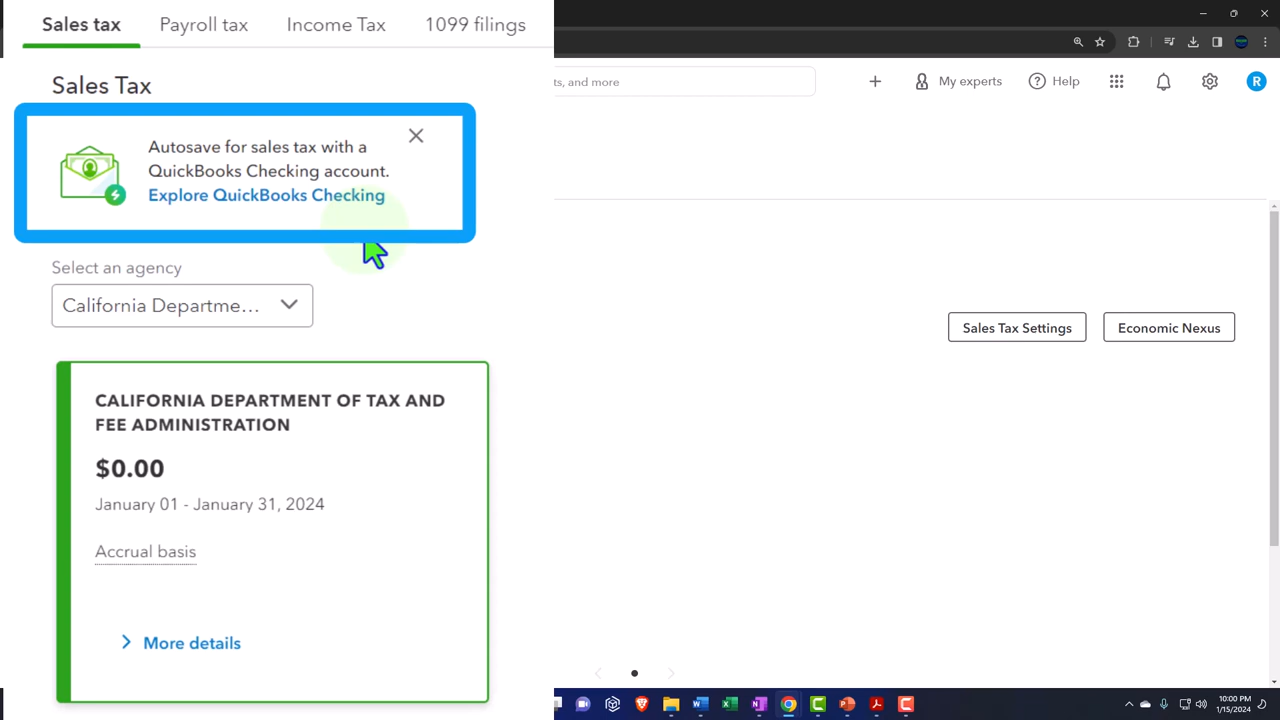 Sales tax Payroll tax Income Tax 1099 filings
Sales Tax
Autosave for sales tax with a
QuickBooks Checking account.
Explore QuickBooks Checking
Select an agency
California Departme...
CALIFORNIA DEPARTMENT OF TAX AND
FEE ADMINISTRATION
$0.00
January 01 - January 31, 2024
Accrual basis
More details
ts, and more
My experts
Help
R
Sales Tax Settings
Economic Nexus
10:00 PM
1/15/2024